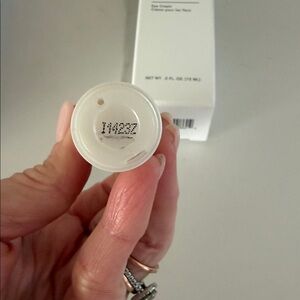 Eye Cream
Crème pour les Yeux
NET WT. .5 FL. OZ. (15 ML)
I1423Z